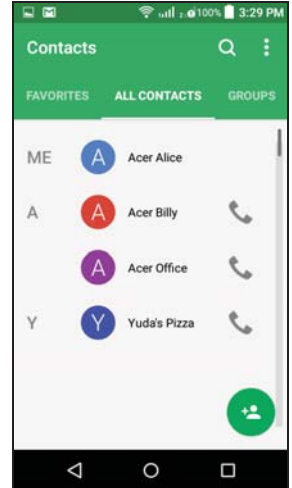 100% 3:29 PM
Contacts
FAVORITES ALL CONTACTS GROUPS
ME A Acer Alice
A A Acer Billy
A Acer Office
Y Y Yuda's Pizza